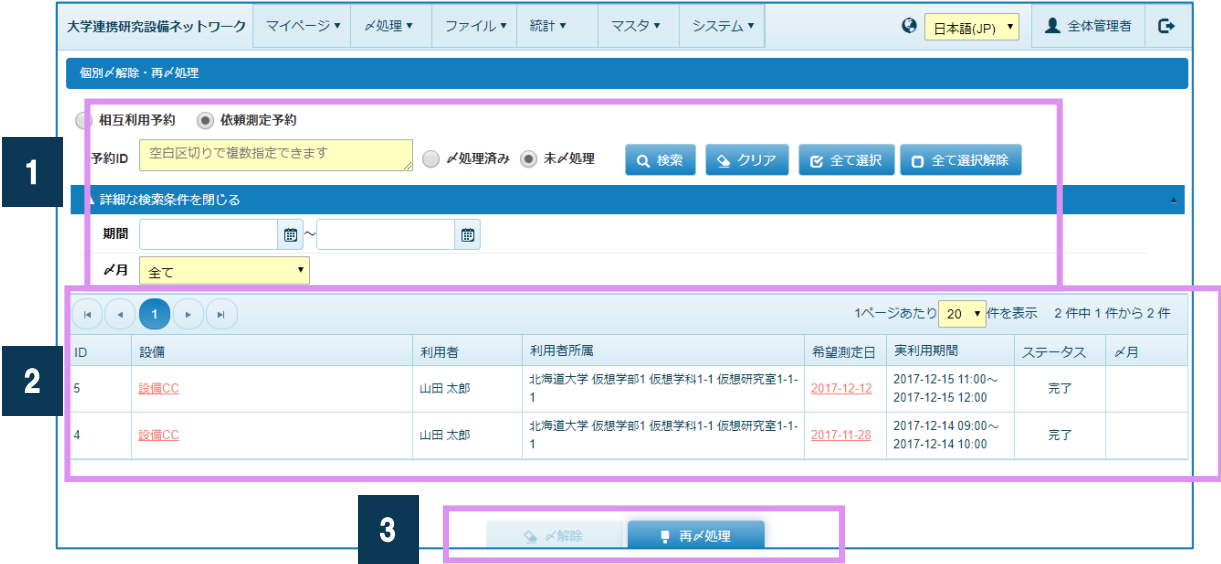 大学連携研究設備ネットワーク マイページ▼ 〆処理▼ ファイル▼ 統計▼ マスタ▼ システム▼ 日本語(JP) ▼ 全体管理者
個別〆解除・再〆処理
相互利用予約 依頼測定予約
1
予約ID 空白区切りで複数指定できます 〆処理済み 未〆処理 検索 クリア 全て選択 全て選択解除
▲ 詳細な検索条件を閉じる ▲
期間 ～
〆月 全て ▼
1 1ページあたり 20 ▼ 件を表示 2 件中 1 件から 2 件
ID 設備 利用者 利用者所属 希望測定日 実利用期間 ステータス 〆月
2
5 設備CC 山田 太郎 北海道大学 仮想学部1 仮想学科1-1 仮想研究室1-1- 2017-12-12 2017-12-15 11:00～ 完了
1 2017-12-15 12:00
4 設備CC 山田 太郎 北海道大学 仮想学部1 仮想学科1-1 仮想研究室1-1- 2017-11-28 2017-12-14 09:00～ 完了
1 2017-12-14 10:00
3
〆解除 再〆処理